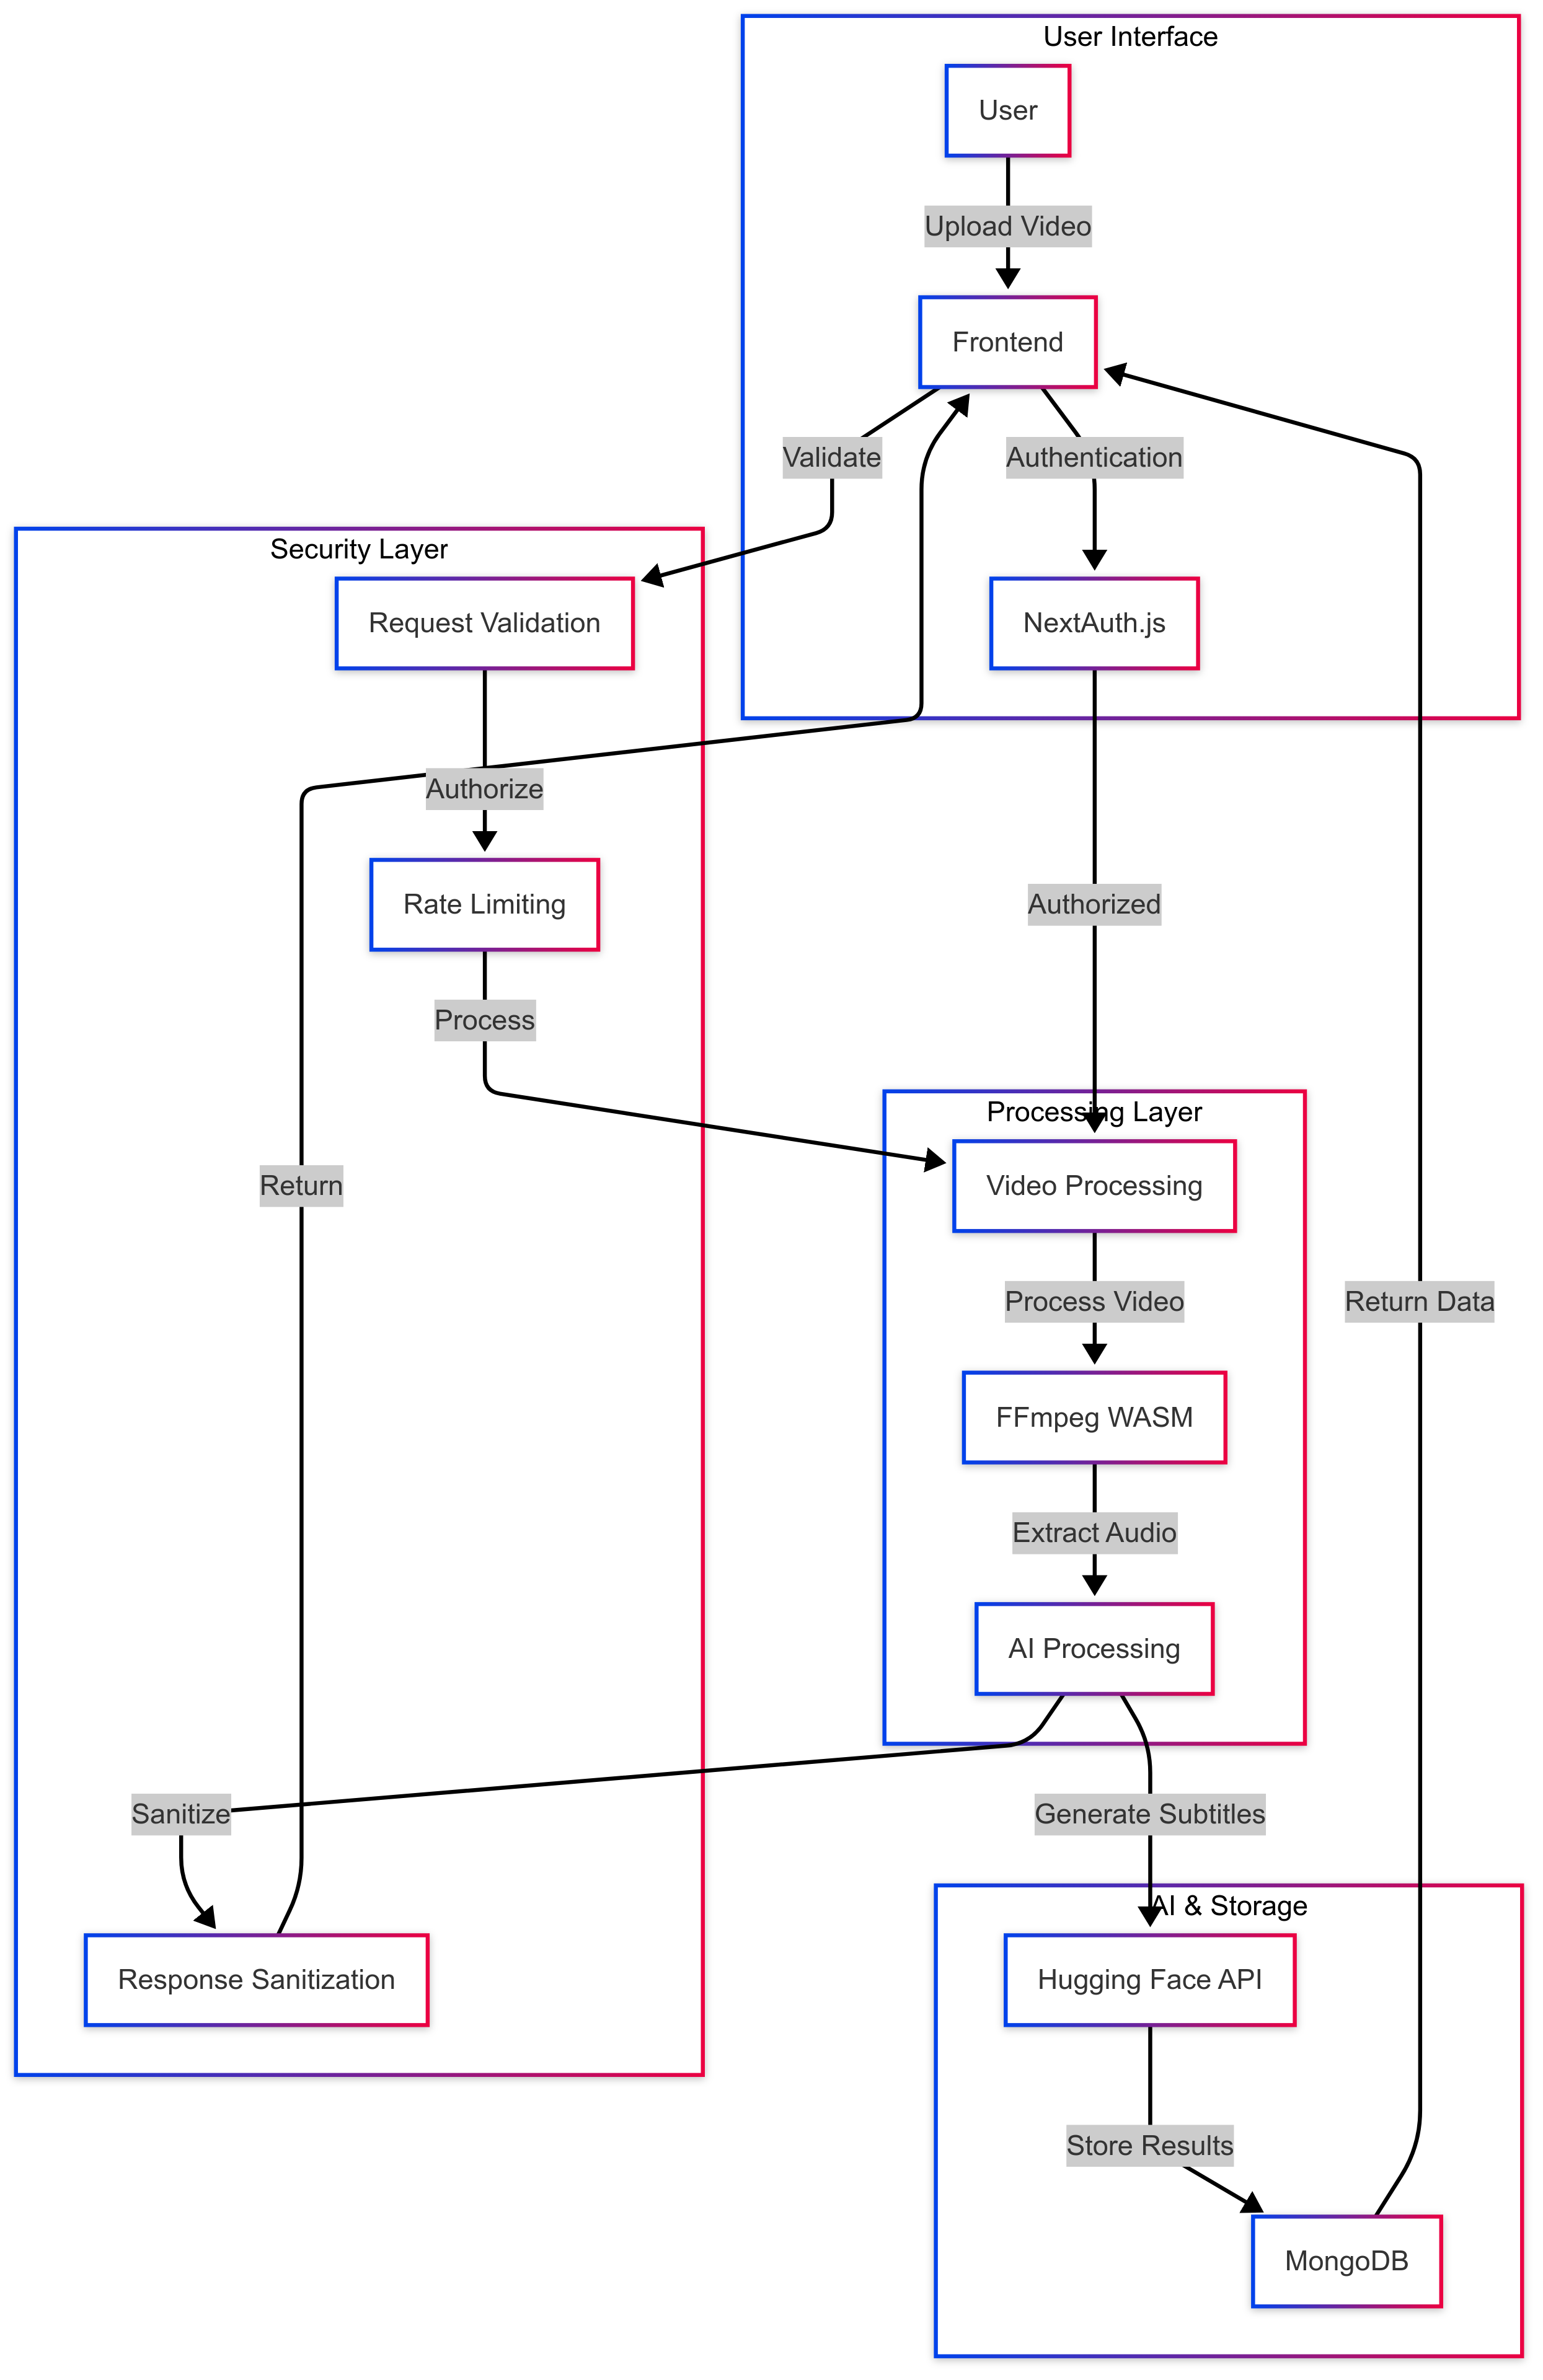 User Interface
User
Upload Video
Frontend
Validate
Authentication
Security Layer
Request Validation
NextAuth.js
Authorize
Rate Limiting
Authorized
Process
Processing Layer
Video Processing
Return
Process Video
Return Data
FFmpeg WASM
Extract Audio
AI Processing
Sanitize
Generate Subtitles
AI & Storage
Response Sanitization
Hugging Face API
Store Results
MongoDB